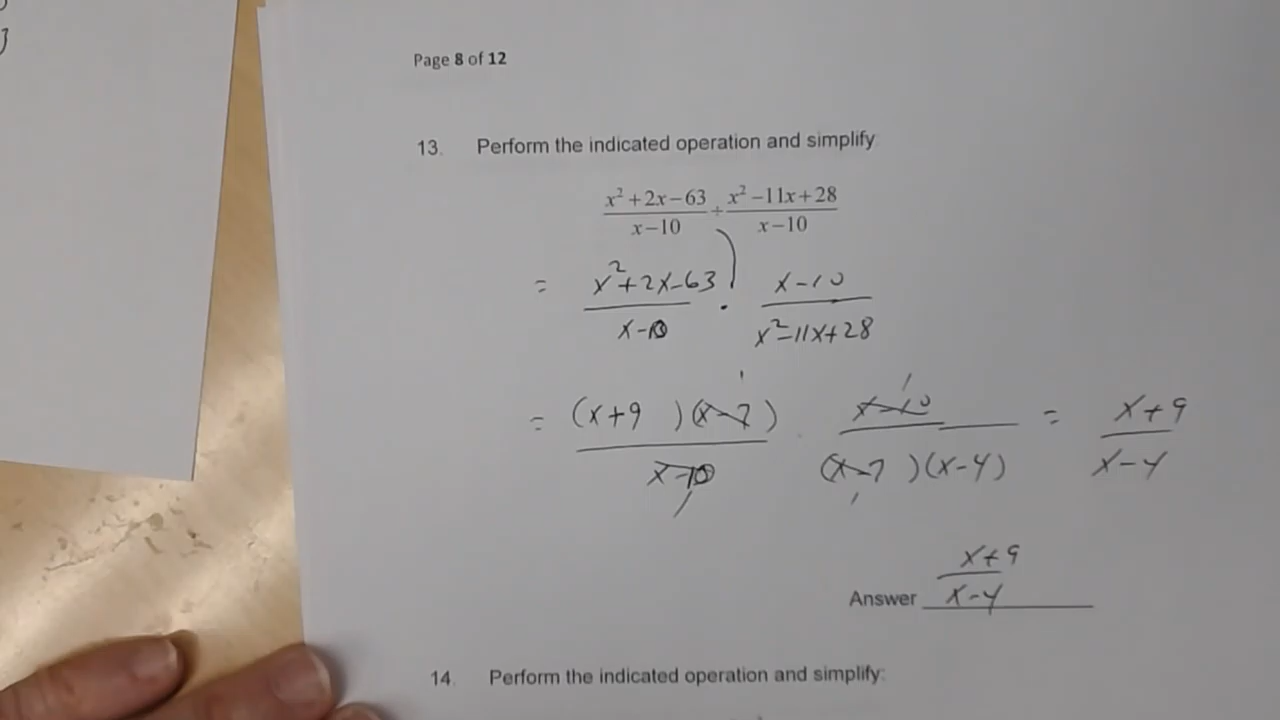 Page 8 of 12
13. Perform the indicated operation and simplify
x² + 2x − 63 / x − 10 ÷ x² − 11x + 28 / x − 10
= x² + 2x − 63 / x − 10 · x − 10 / x² − 11x + 28
= (x + 9)(x − 7) / x − 10 · x − 10 / (x − 7)(x − 4) = x + 9 / x − 4
Answer x + 9 / x − 4
14. Perform the indicated operation and simplify: